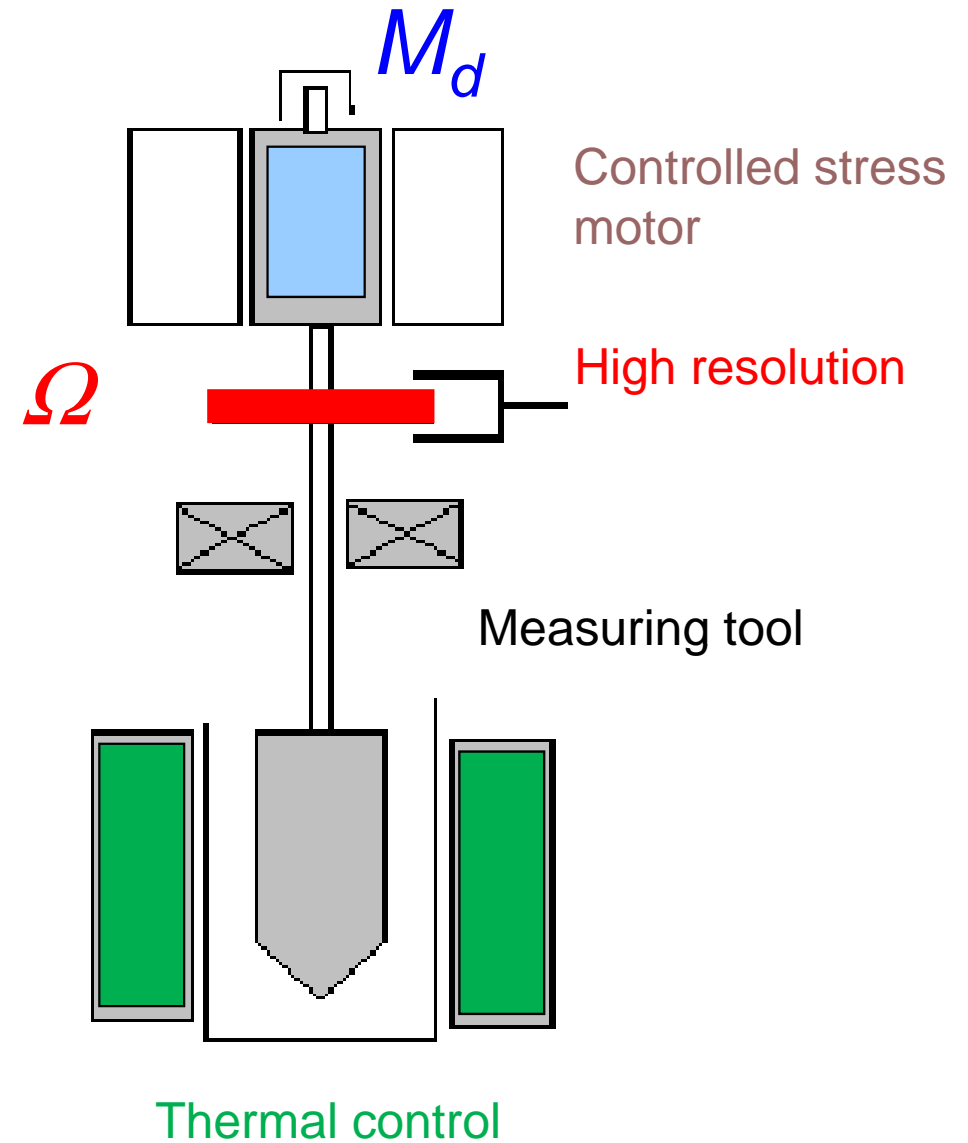 M_d
Controlled stress
motor
Ω
High resolution
Measuring tool
Thermal control